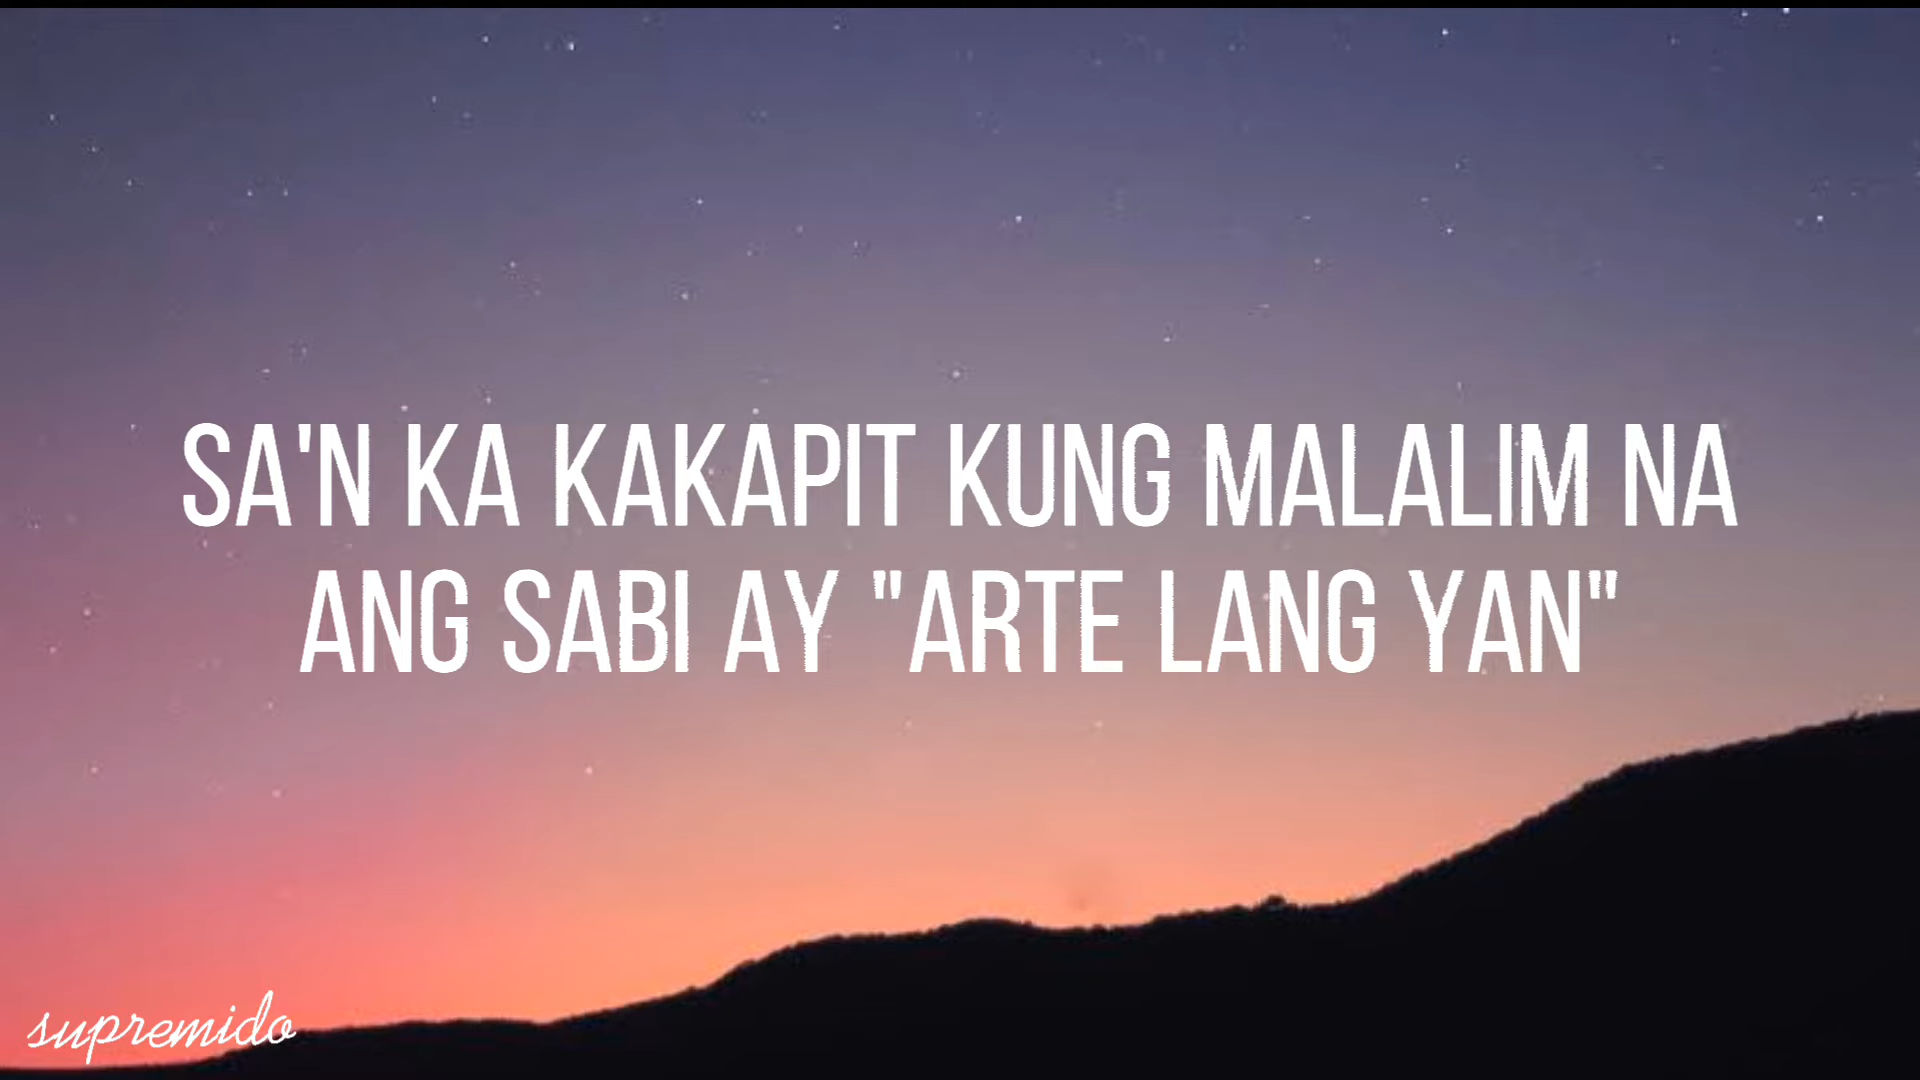 SA'N KA KAKAPIT KUNG MALALIM NA
ANG SABI AY "ARTE LANG YAN"
supremido